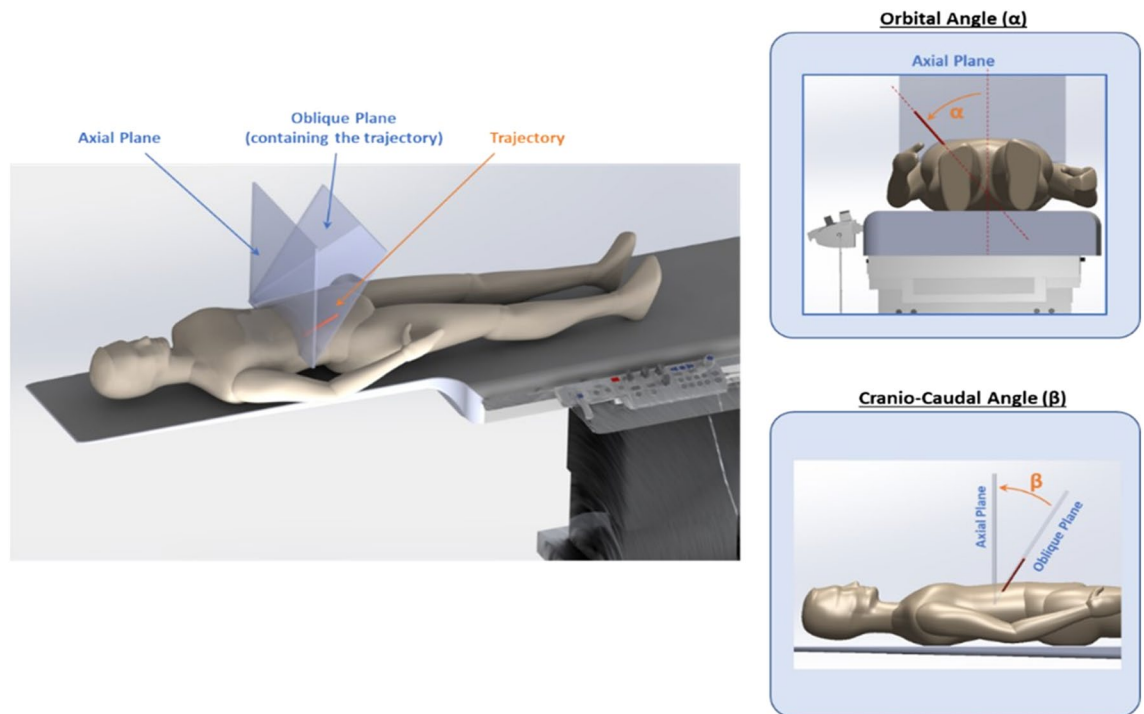 Axial Plane
Oblique Plane
(containing the trajectory)
Trajectory
Orbital Angle (α)
Axial Plane
α
Cranio-Caudal Angle (β)
Axial Plane
β
Oblique Plane